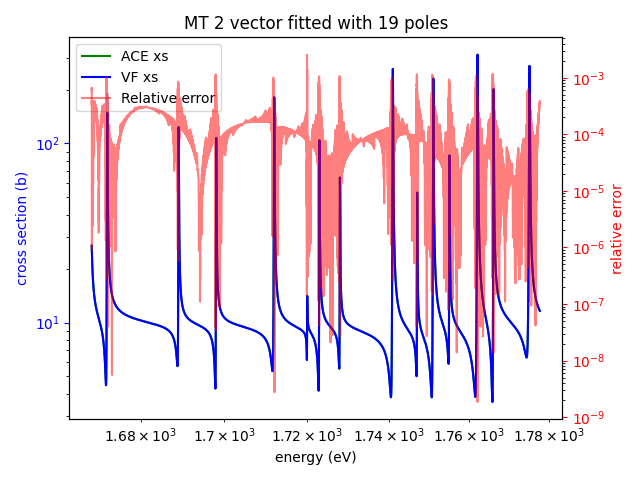 MT 2 vector fitted with 19 poles
ACE xs
VF xs
Relative error
10²
10¹
cross section (b)
10⁻³
10⁻⁴
10⁻⁵
10⁻⁶
10⁻⁷
10⁻⁸
10⁻⁹
relative error
1.68 × 10³ 1.7 × 10³ 1.72 × 10³ 1.74 × 10³ 1.76 × 10³ 1.78 × 10³
energy (eV)